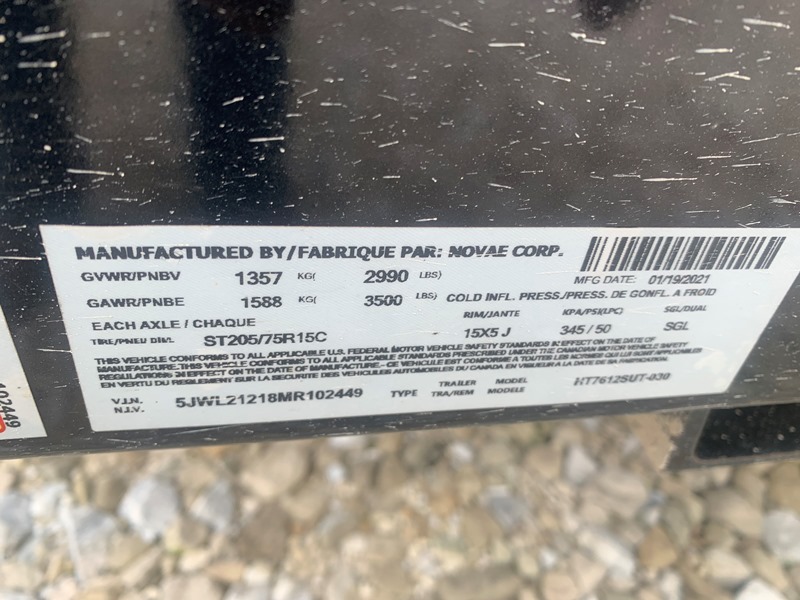 MANUFACTURED BY/FABRIQUE PAR: NOVAE CORP.
GVWR/PNBV 1357 KG( 2990 LBS) MFG DATE: 01/19/2021
GAWR/PNBE 1588 KG( 3500 LBS) COLD INFL. PRESS./PRESS. DE GONFL. A FROID
EACH AXLE / CHAQUE RIM/JANTE KPA/PSI(LPC) SGL/DUAL
TIRE/PNEU DIM. ST205/75R15C 15X5 J 345/50 SGL
THIS VEHICLE CONFORMS TO ALL APPLICABLE U.S. FEDERAL MOTOR VEHICLE SAFETY STANDARDS IN EFFECT ON THE DATE OF
MANUFACTURE. THIS VEHICLE CONFORMS TO ALL APPLICABLE STANDARDS PRESCRIBED UNDER THE CANADIAN MOTOR VEHICLE SAFETY
REGULATIONS IN EFFECT ON THE DATE OF MANUFACTURE. - CE VEHICULE EST CONFORME A TOUTES LES NORMES QUI LUI SONT APPLICABLES
EN VERTU DU REGLEMENT SUR LA SECURITE DES VEHICULES AUTOMOBILES DU CANADA EN VIGUEUR A LA DATE DE SA FABRICATION.
V.I.N. 5JWL21218MR102449 TYPE TRAILER MODEL HT7612SUT-030
N.I.V. TRA/REM MODELE
102449